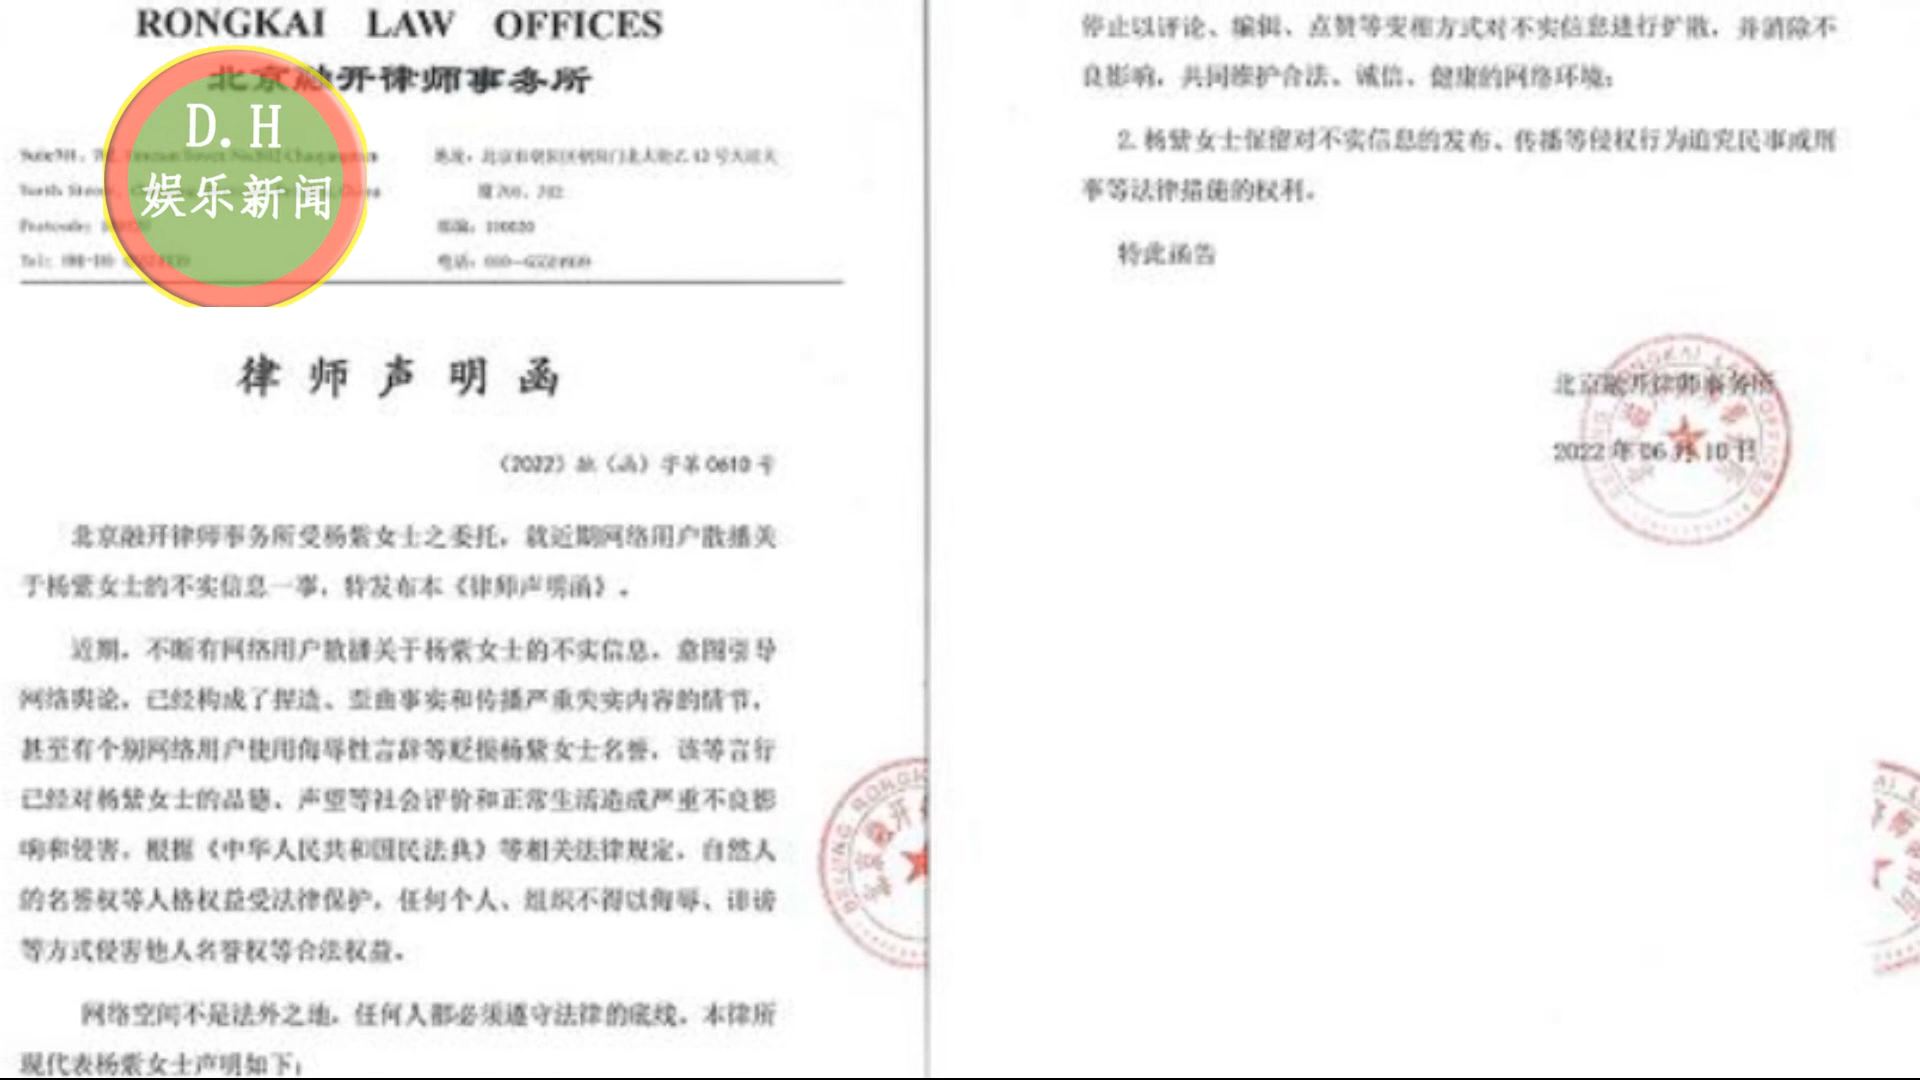 RONGKAI LAW OFFICES
北京融开律师事务所
D.H
娱乐新闻
律师声明函
(2022) 融(函)字第0610号
北京融开律师事务所受杨紫女士之委托，就近期网络用户散播关
于杨紫女士的不实信息一事，特发布本《律师声明函》。
近期，不断有网络用户散播关于杨紫女士的不实信息，意图引导
网络舆论，已经构成了捏造、歪曲事实和传播严重失实内容的情节，
甚至有个别网络用户使用侮辱性言辞等贬损杨紫女士名誉，该等言行
已经对杨紫女士的品德、声望等社会评价和正常生活造成严重不良影
响和侵害。根据《中华人民共和国民法典》等相关法律规定，自然人
的名誉权等人格权益受法律保护，任何个人、组织不得以侮辱、诽谤
等方式侵害他人名誉权等合法权益。
网络空间不是法外之地，任何人都必须遵守法律的底线。本律所
现代表杨紫女士声明如下：
停止以评论、编辑、点赞等变相方式对不实信息进行扩散，并消除不
良影响，共同维护合法、诚信、健康的网络环境；
2. 杨紫女士保留对不实信息的发布、传播等侵权行为追究民事或刑
事等法律措施的权利。
特此函告
北京融开律师事务所
2022年06月10日